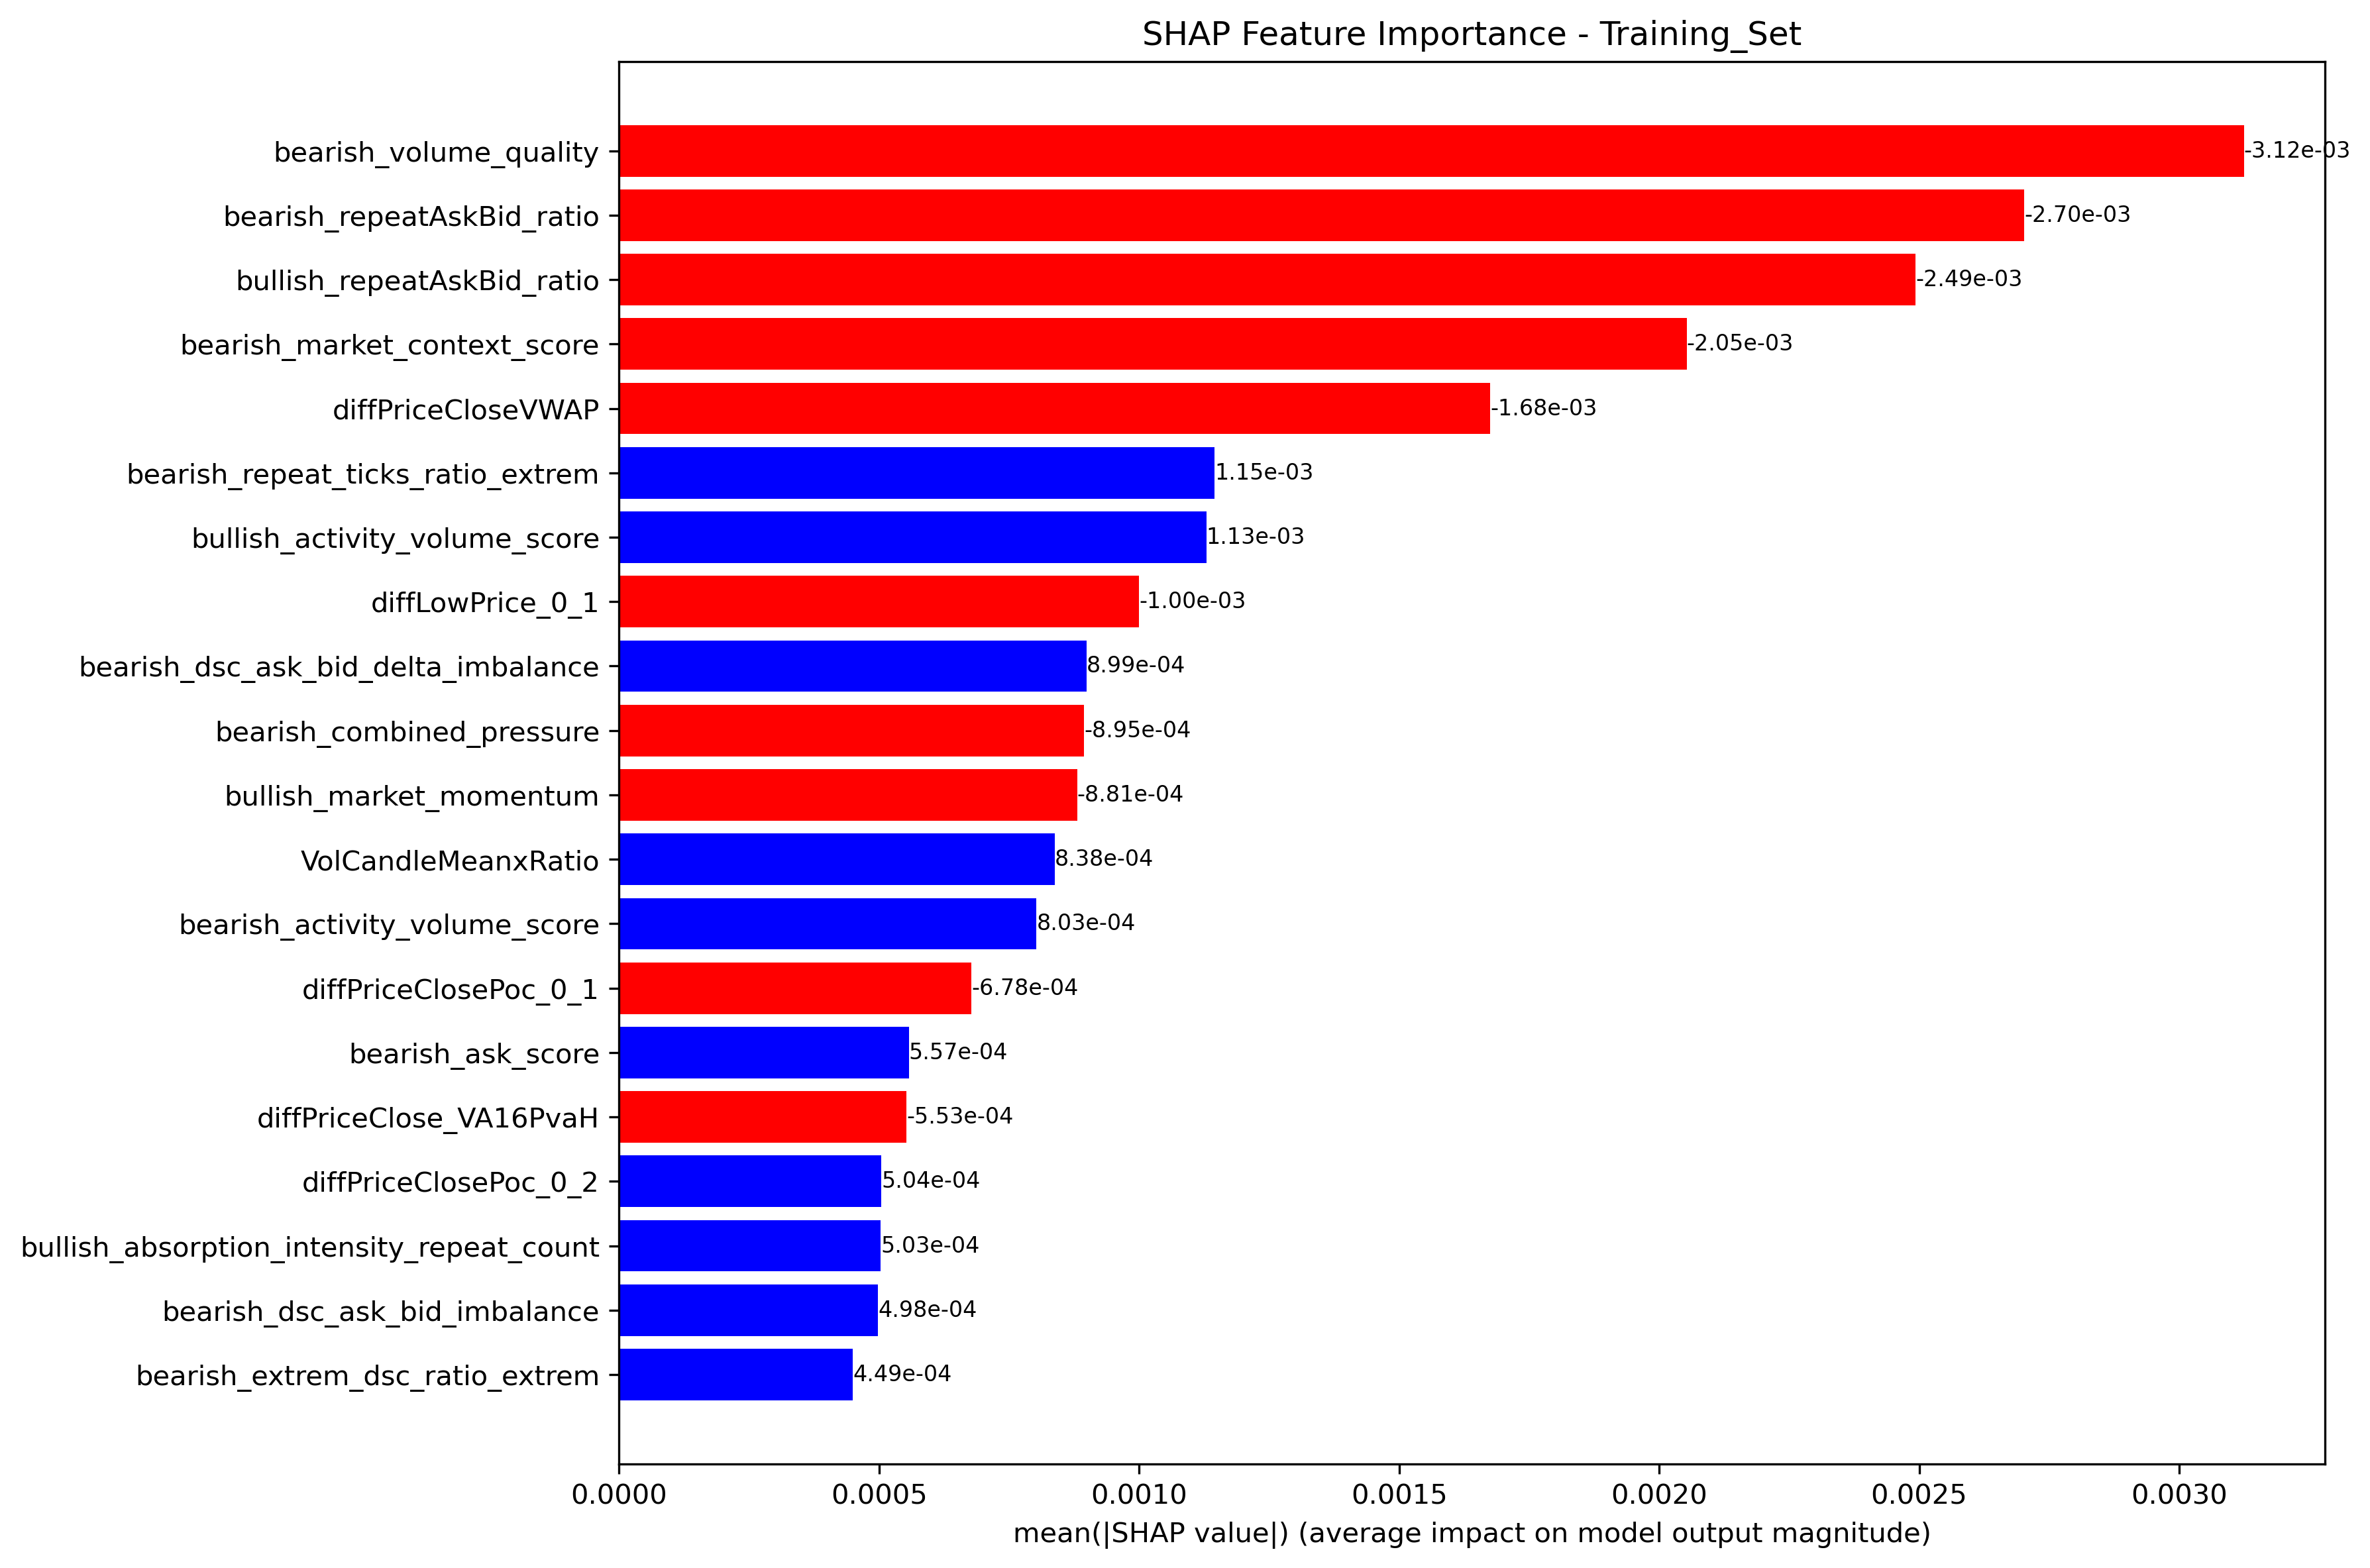 SHAP Feature Importance - Training_Set
bearish_volume_quality -3.12e-03
bearish_repeatAskBid_ratio -2.70e-03
bullish_repeatAskBid_ratio -2.49e-03
bearish_market_context_score -2.05e-03
diffPriceCloseVWAP -1.68e-03
bearish_repeat_ticks_ratio_extrem 1.15e-03
bullish_activity_volume_score 1.13e-03
diffLowPrice_0_1 -1.00e-03
bearish_dsc_ask_bid_delta_imbalance 8.99e-04
bearish_combined_pressure -8.95e-04
bullish_market_momentum -8.81e-04
VolCandleMeanxRatio 8.38e-04
bearish_activity_volume_score 8.03e-04
diffPriceClosePoc_0_1 -6.78e-04
bearish_ask_score 5.57e-04
diffPriceClose_VA16PvaH -5.53e-04
diffPriceClosePoc_0_2 5.04e-04
bullish_absorption_intensity_repeat_count 5.03e-04
bearish_dsc_ask_bid_imbalance 4.98e-04
bearish_extrem_dsc_ratio_extrem 4.49e-04
0.0000 0.0005 0.0010 0.0015 0.0020 0.0025 0.0030
mean(|SHAP value|) (average impact on model output magnitude)